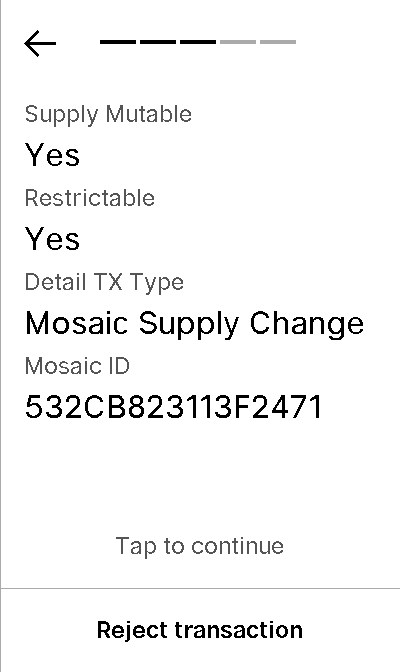 Supply Mutable
Yes
Restrictable
Yes
Detail TX Type
Mosaic Supply Change
Mosaic ID
532CB823113F2471
Tap to continue
Reject transaction